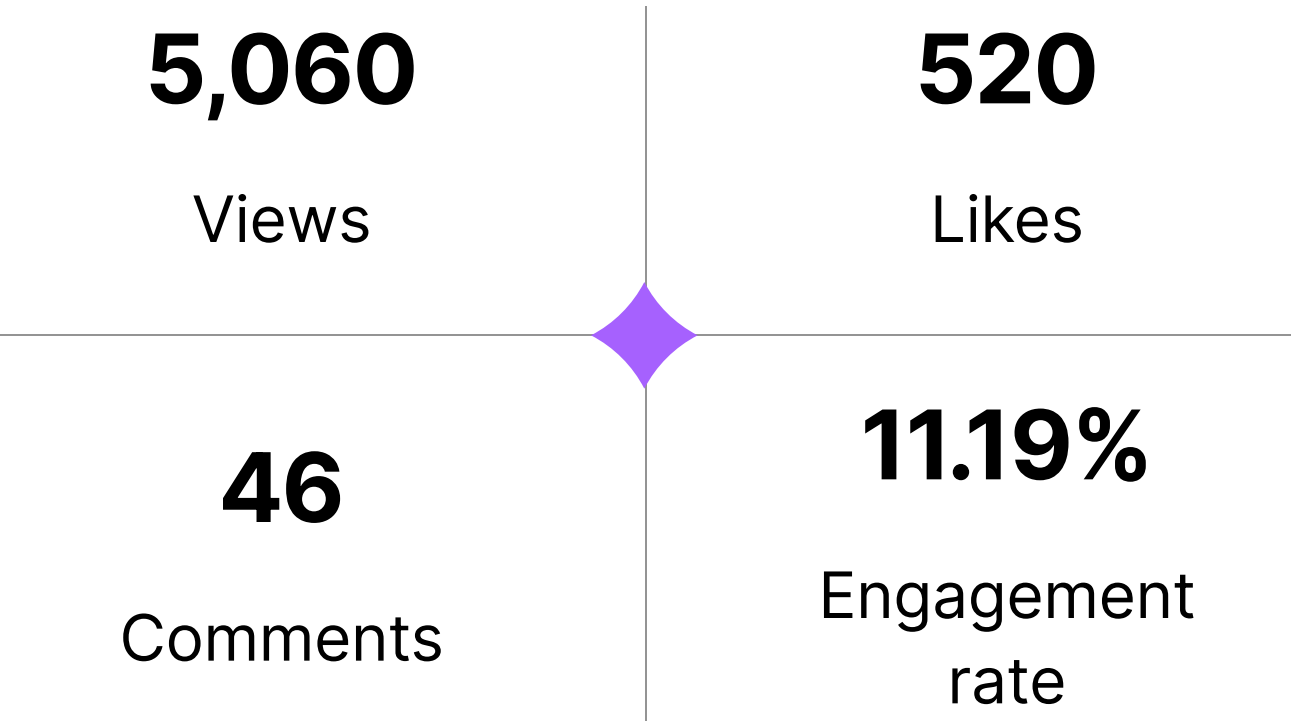 5,060
Views
520
Likes
46
Comments
11.19%
Engagement
rate